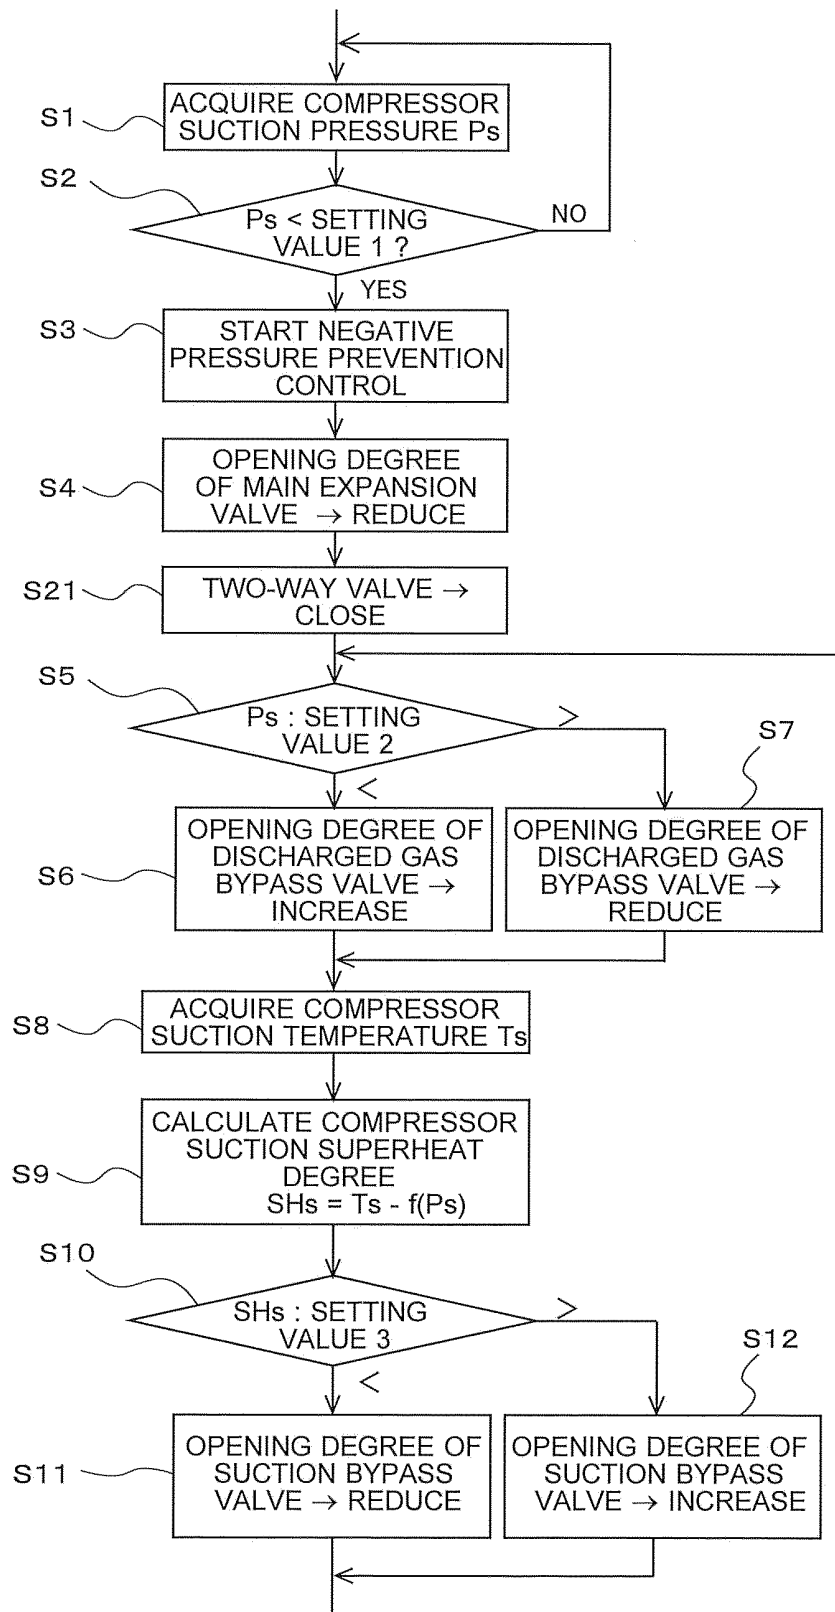 S1
ACQUIRE COMPRESSOR
SUCTION PRESSURE Ps
S2
Ps < SETTING
VALUE 1 ?
NO
YES
S3
START NEGATIVE
PRESSURE PREVENTION
CONTROL
S4
OPENING DEGREE
OF MAIN EXPANSION
VALVE → REDUCE
S21
TWO-WAY VALVE →
CLOSE
S5
Ps : SETTING
VALUE 2
>
<
S7
S6
OPENING DEGREE OF
DISCHARGED GAS
BYPASS VALVE →
INCREASE
OPENING DEGREE OF
DISCHARGED GAS
BYPASS VALVE →
REDUCE
S8
ACQUIRE COMPRESSOR
SUCTION TEMPERATURE Ts
S9
CALCULATE COMPRESSOR
SUCTION SUPERHEAT
DEGREE
SHs = Ts - f(Ps)
S10
SHs : SETTING
VALUE 3
>
<
S12
S11
OPENING DEGREE OF
SUCTION BYPASS
VALVE → REDUCE
OPENING DEGREE OF
SUCTION BYPASS
VALVE → INCREASE